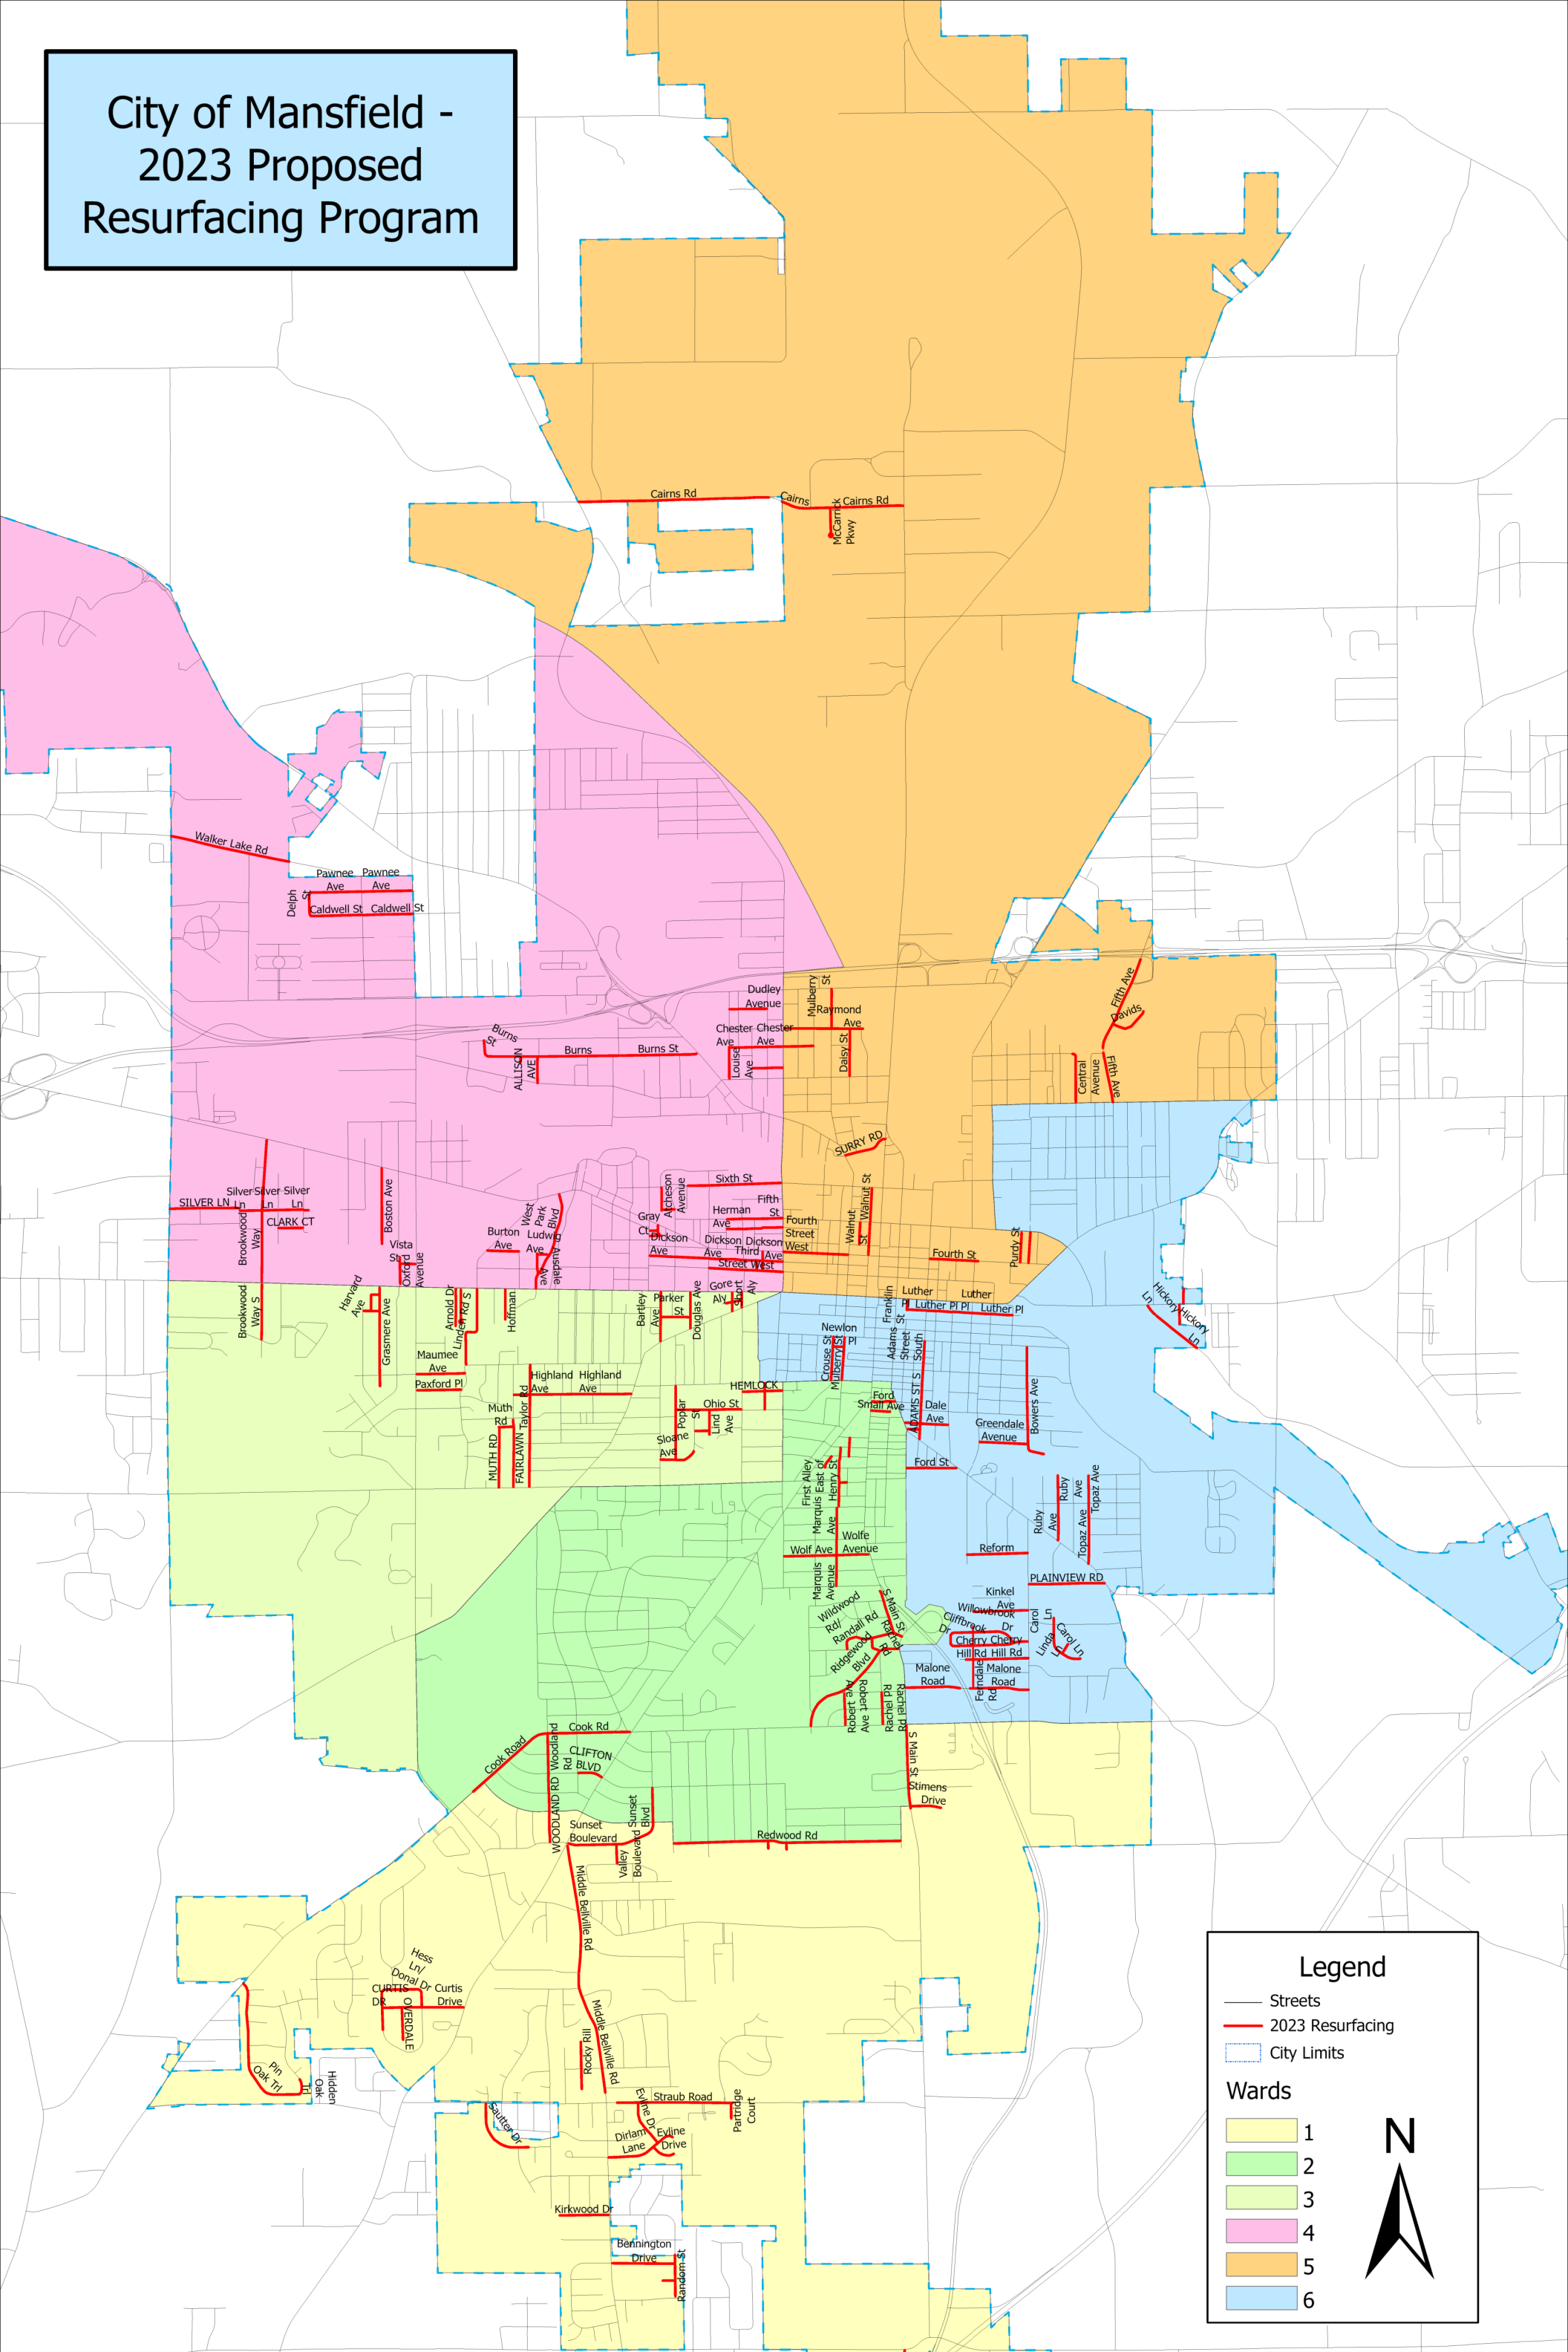 City of Mansfield -
2023 Proposed
Resurfacing Program
Cairns Rd
Cairns
Cairns Rd
McCarrick
Pkwy
Walker Lake Rd
Pawnee
Ave
Pawnee
Ave
Delph
St
Caldwell St
Caldwell St
Dudley
Avenue
Mulberry
St
Raymond
Ave
Fifth Ave
Davids
Burns
St
Burns
Burns St
ALLISON
AVE
Chester
Ave
Chester
Ave
Louise
Ave
Daisy St
Central
Avenue
Fifth Ave
SURRY RD
SILVER LN
Silver
Ln
Silver
Ln
Silver
Ln
CLARK CT
Brookwood
Way
Boston Ave
Vista
St
Oxford
Avenue
Burton
Ave
West
Park
Blvd
Ludwig
Ave
Ausdale
Ave
Atcheson
Avenue
Sixth St
Fifth
St
Herman
Ave
Gray
Ct
Dickson
Ave
Dickson
Ave
Dickson
Ave
Third
Street West
Fourth
Street
West
Walnut
St
Walnut St
Fourth St
Purdy St
Brookwood
Way S
Harvard
Ave
Grasmere Ave
Arnold Dr
Linden Rd S
Hoffman
Bartley
Ave
Parker
St
Douglas Ave
Gore
Aly
Short
Aly
Franklin
Luther
Pl
Luther Pl
Luther
Pl
Luther Pl
Hickory
Ln
Hickory
Ln
Maumee
Ave
Paxford Pl
Newlon
Pl
Crouse St
Mulberry St
Adams St
Street
South
Highland
Ave
Highland
Ave
Taylor Rd
Muth
Rd
MUTH RD
FAIRLAWN
HEMLOCK
Ohio St
Poplar
St
Lind
Ave
Sloane
Ave
Ford
Small Ave
ADAMS ST S
Dale
Ave
Greendale
Avenue
Bowers Ave
Ford St
First Alley
East of
Henry St
Marquis
Ave
Wolf Ave
Wolfe
Avenue
Marquis
Avenue
Ruby
Ave
Ruby
Ave
Topaz Ave
Topaz Ave
Reform
PLAINVIEW RD
Kinkel
Ave
Willowbrook
Dr
Cliffbrook
Dr
Cherry
Hill Rd
Cherry
Hill Rd
Carol
Ln
Carol Ln
Linda
Ln
Malone
Road
Malone
Road
Ferndale
Rd
Wildwood
Rd/
Randall Rd
S Main St
Rachel
Rd
Ridgewood
Blvd
Robert Ave
Robert Ave
Rachel Rd
Rachel Rd
Cook Road
Cook Rd
Woodland
Rd
WOODLAND RD
CLIFTON
BLVD
S Main St
Stimens
Drive
Sunset
Boulevard
Sunset
Blvd
Valley
Boulevard
Redwood Rd
Middle Bellville Rd
Hess
Ln/
Donal Dr
CURTIS
DR
Curtis
Drive
OVERDALE
Middle Bellville Rd
Rocky Rill
Pin
Oak Trl
Hidden
Oak
Trl
Sautter Dr
Straub Road
Partridge
Court
Evline Dr
Dirlam
Lane
Evline
Drive
Kirkwood Dr
Bennington
Drive
Random St
Legend
Streets
2023 Resurfacing
City Limits
Wards
1
2
3
4
5
6
N